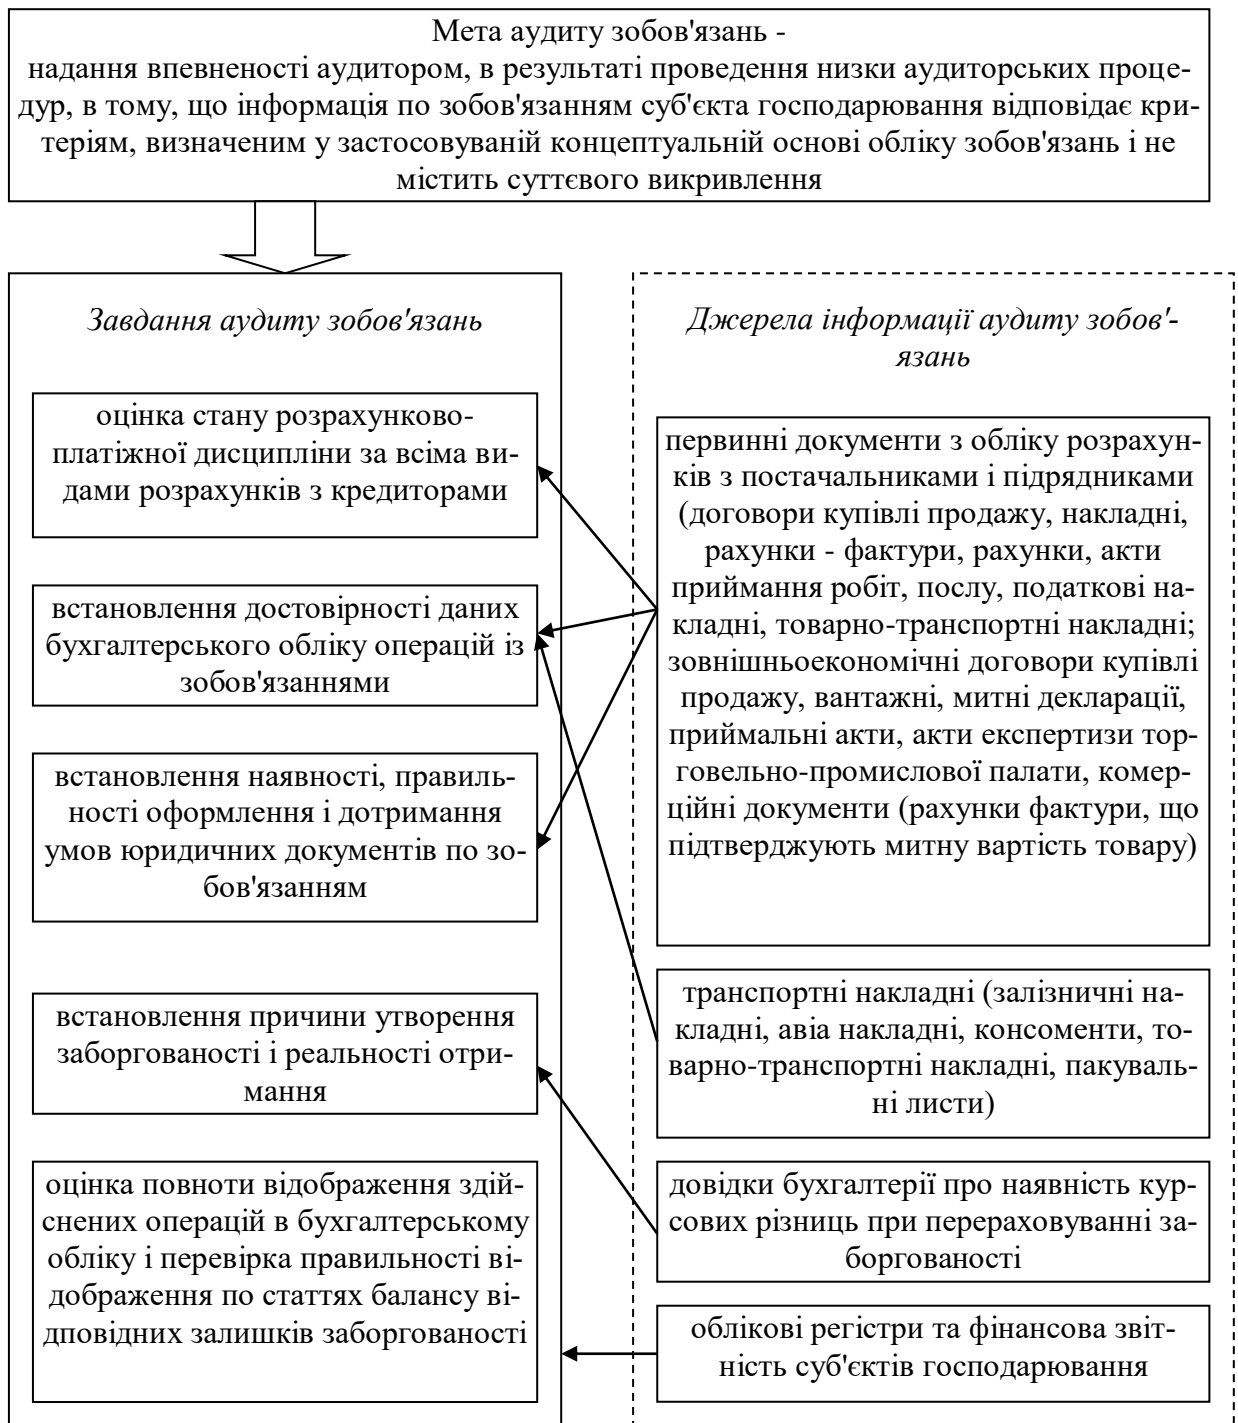 Мета аудиту зобов'язань -
надання впевненості аудитором, в результаті проведення низки аудиторських проце-
дур, в тому, що інформація по зобов'язанням суб'єкта господарювання відповідає кри-
теріям, визначеним у застосовуваній концептуальній основі обліку зобов'язань і не
містить суттєвого викривлення
Завдання аудиту зобов'язань
оцінка стану розрахунково-
платіжної дисципліни за всіма ви-
дами розрахунків з кредиторами
встановлення достовірності даних
бухгалтерського обліку операцій із
зобов'язаннями
встановлення наявності, правиль-
ності оформлення і дотримання
умов юридичних документів по зо-
бов'язанням
встановлення причини утворення
заборгованості і реальності отри-
мання
оцінка повноти відображення здій-
снених операцій в бухгалтерському
обліку і перевірка правильності ві-
дображення по статтях балансу ві-
дповідних залишків заборгованості
Джерела інформації аудиту зобов'-
язань
первинні документи з обліку розрахун-
ків з постачальниками і підрядниками
(договори купівлі продажу, накладні,
рахунки - фактури, рахунки, акти
приймання робіт, послу, податкові на-
кладні, товарно-транспортні накладні;
зовнішньоекономічні договори купівлі
продажу, вантажні, митні декларації,
приймальні акти, акти експертизи тор-
говельно-промислової палати, комер-
ційні документи (рахунки фактури, що
підтверджують митну вартість товару)
транспортні накладні (залізничні на-
кладні, авіа накладні, консоменти, то-
варно-транспортні накладні, пакуваль-
ні листи)
довідки бухгалтерії про наявність кур-
сових різниць при перераховуванні за-
боргованості
облікові регістри та фінансова звіт-
ність суб'єктів господарювання